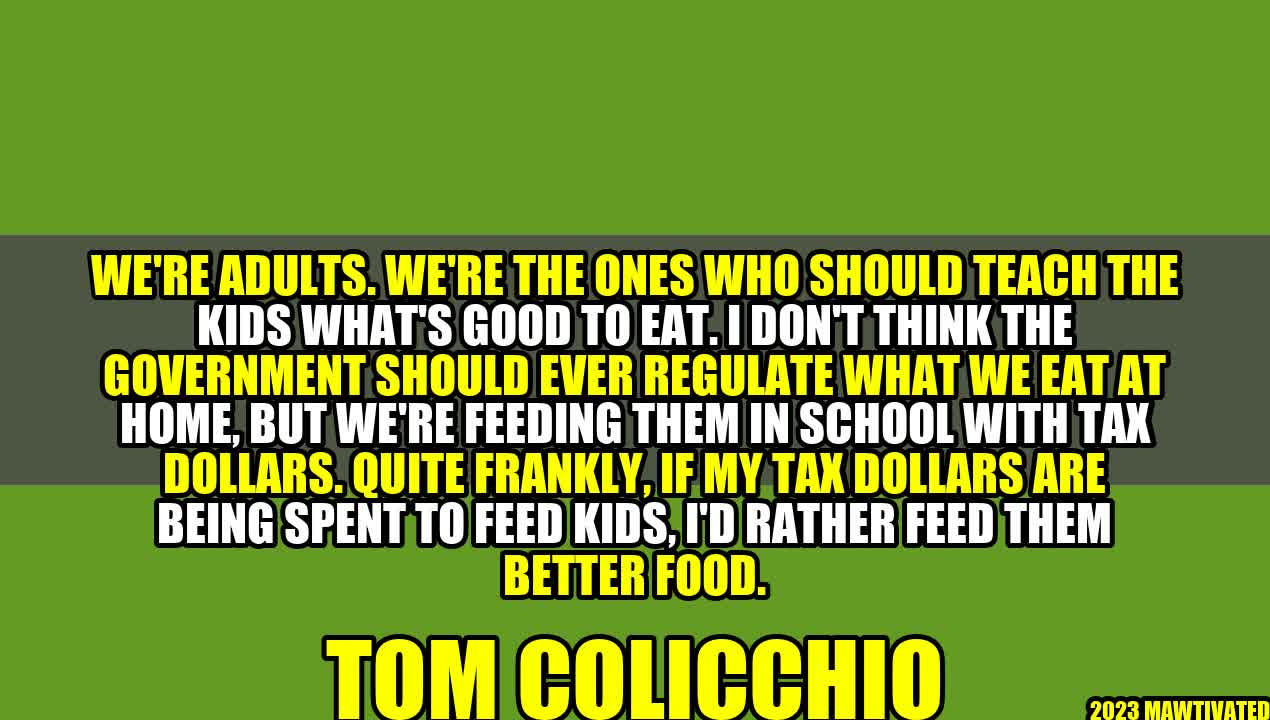 WE'RE ADULTS. WE'RE THE ONES WHO SHOULD TEACH THE
KIDS WHAT'S GOOD TO EAT. I DON'T THINK THE
GOVERNMENT SHOULD EVER REGULATE WHAT WE EAT AT
HOME, BUT WE'RE FEEDING THEM IN SCHOOL WITH TAX
DOLLARS. QUITE FRANKLY, IF MY TAX DOLLARS ARE
BEING SPENT TO FEED KIDS, I'D RATHER FEED THEM
BETTER FOOD.
TOM COLICCHIO
2023 MAWTIVATED